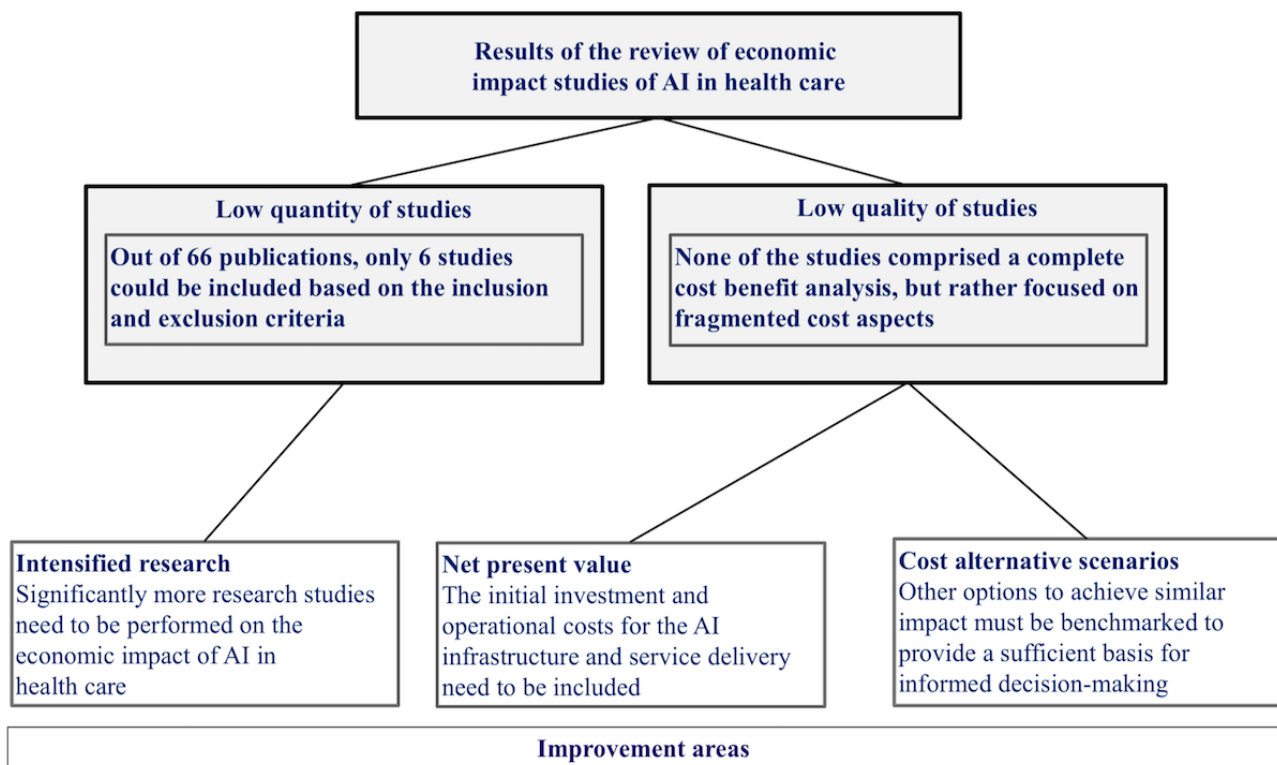 Results of the review of economic
impact studies of AI in health care
Low quantity of studies
Out of 66 publications, only 6 studies
could be included based on the inclusion
and exclusion criteria
Low quality of studies
None of the studies comprised a complete
cost benefit analysis, but rather focused on
fragmented cost aspects
Intensified research
Significantly more research studies
need to be performed on the
economic impact of AI in
health care
Net present value
The initial investment and
operational costs for the AI
infrastructure and service delivery
need to be included
Cost alternative scenarios
Other options to achieve similar
impact must be benchmarked to
provide a sufficient basis for
informed decision-making
Improvement areas